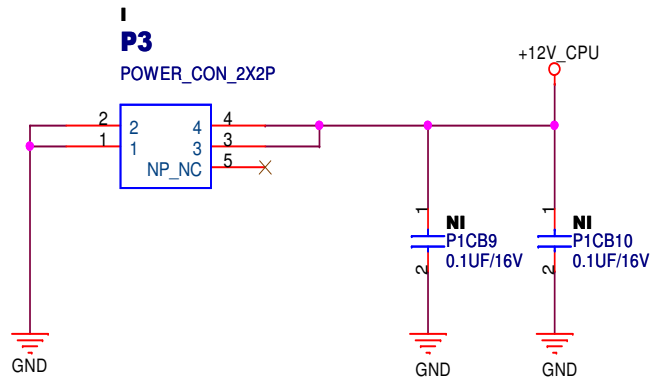 I
P3
POWER_CON_2X2P
+12V_CPU
2 2 4 4
1 1 3 3
NP_NC 5
1 NI
P1CB9
2 0.1UF/16V
1 NI
P1CB10
2 0.1UF/16V
GND
GND
GND